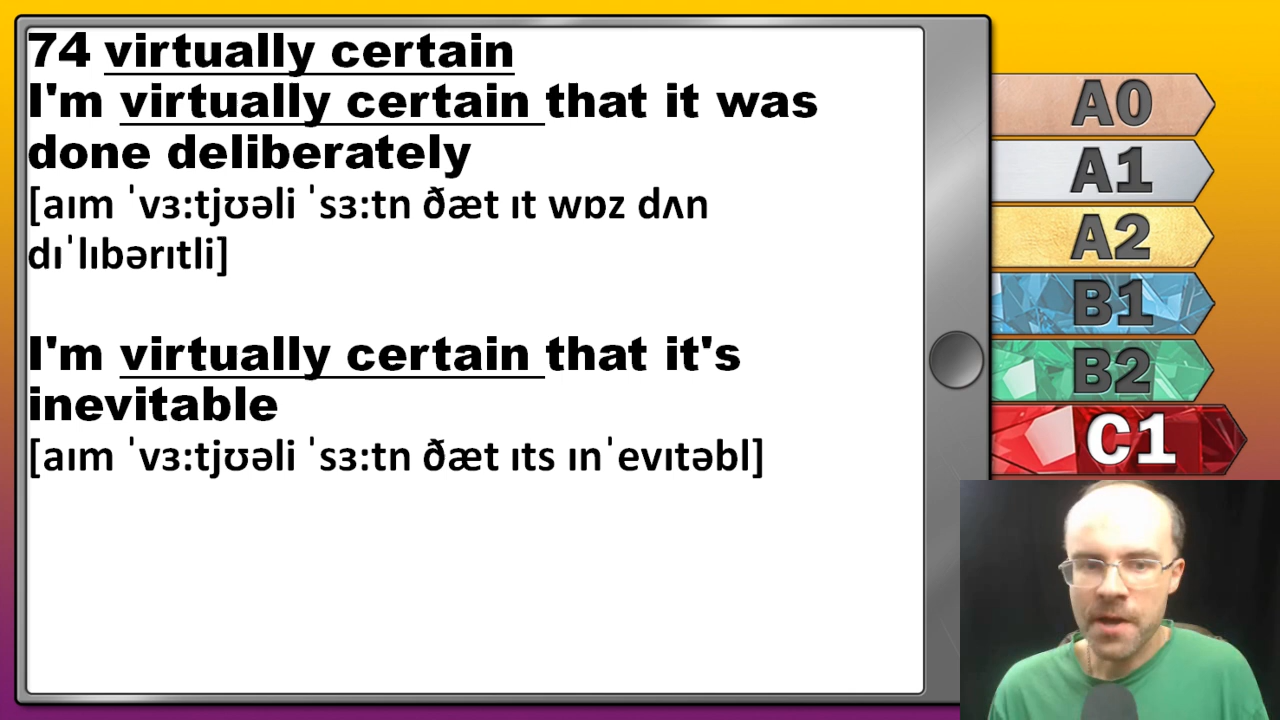 74 virtually certain
I'm virtually certain that it was
done deliberately
[aɪm ˈvɜ:tjʊəli ˈsɜ:tn ðæt ɪt wɒz dʌn
dɪˈlɪbərɪtli]
I'm virtually certain that it's
inevitable
[aɪm ˈvɜ:tjʊəli ˈsɜ:tn ðæt ɪts ɪnˈevɪtəbl]
A0
A1
A2
B1
B2
C1